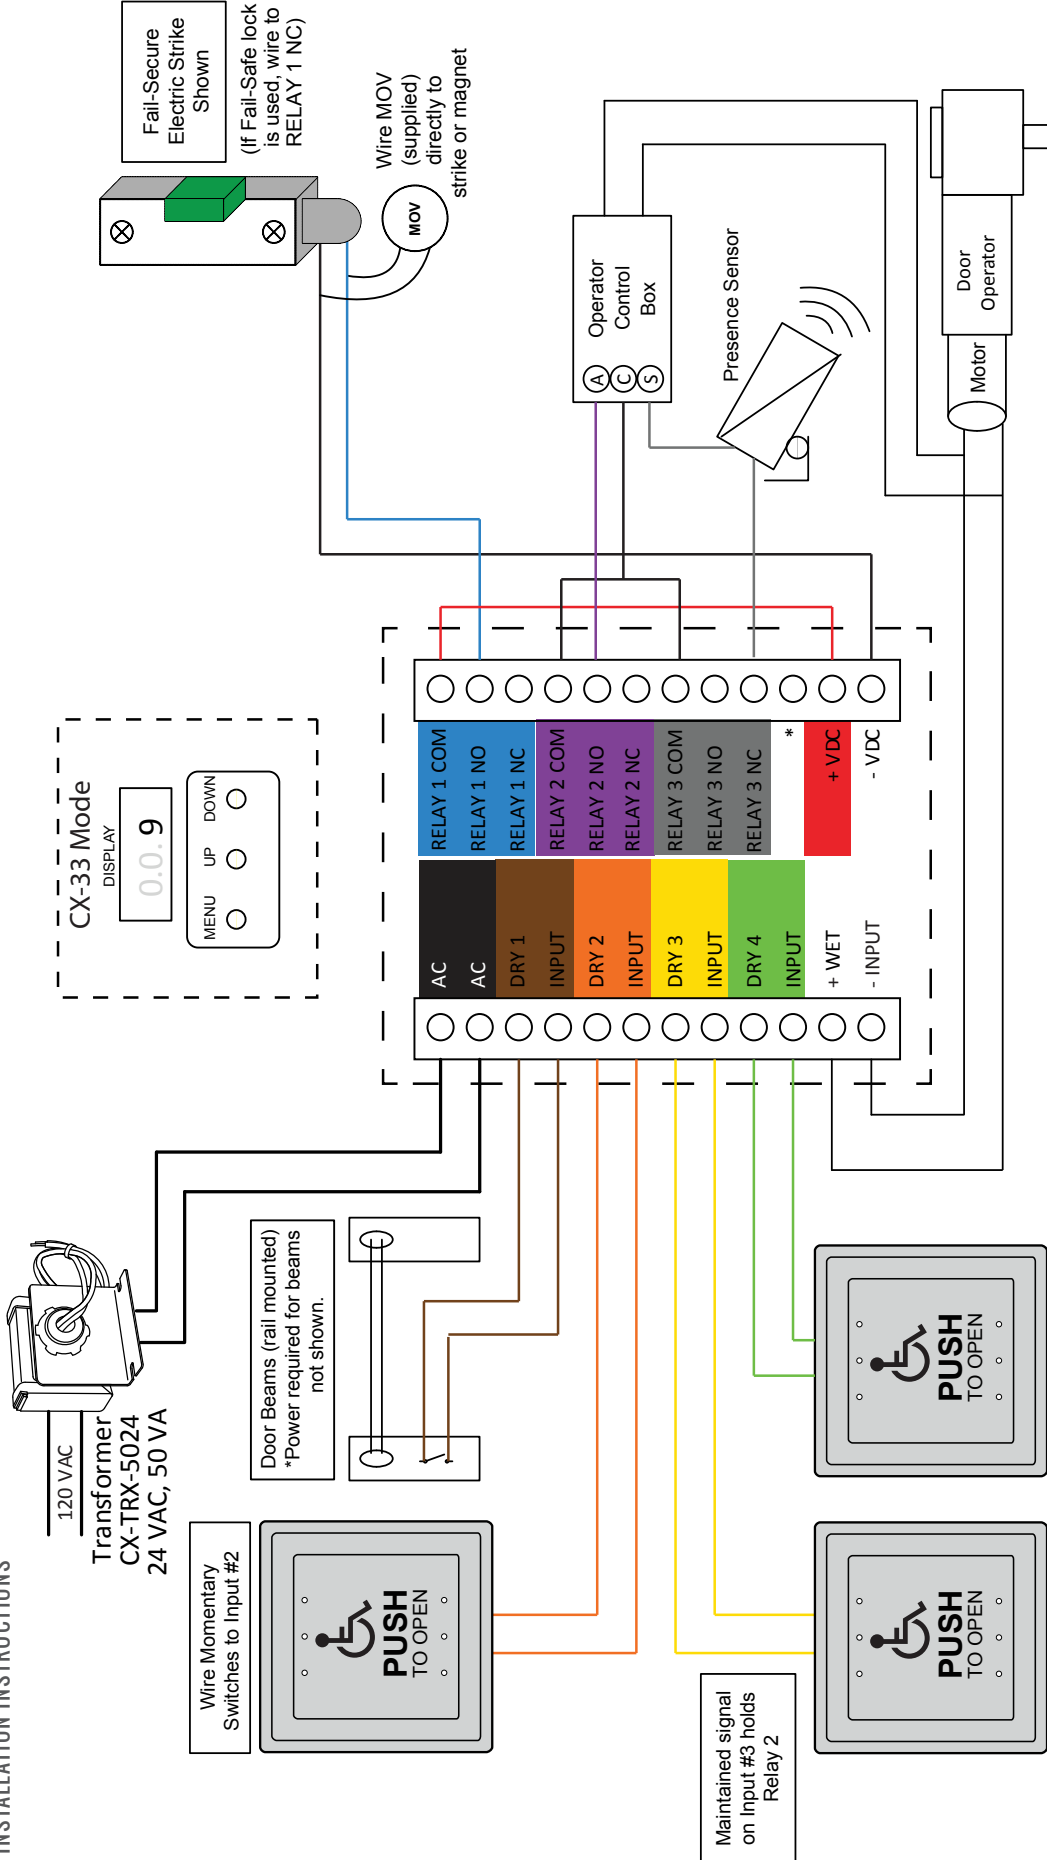 INSTALLATION INSTRUCTIONS
120 VAC
Transformer
CX-TRX-5024
24 VAC, 50 VA
CX-33 Mode
DISPLAY
0.0.9
MENU
UP
DOWN
Fail-Secure
Electric Strike
Shown
(If Fail-Safe lock
is used, wire to
RELAY 1 NC)
Wire MOV
(supplied)
directly to
strike or magnet
MOV
Wire Momentary
Switches to Input #2
PUSH
TO OPEN
Door Beams (rail mounted)
*Power required for beams
not shown.
AC
AC
DRY 1
INPUT
DRY 2
INPUT
DRY 3
INPUT
DRY 4
INPUT
+ WET
- INPUT
RELAY 1 COM
RELAY 1 NO
RELAY 1 NC
RELAY 2 COM
RELAY 2 NO
RELAY 2 NC
RELAY 3 COM
RELAY 3 NO
RELAY 3 NC
*
+ VDC
- VDC
Operator
Control
Box
A
C
S
Presence Sensor
Maintained signal
on Input #3 holds
Relay 2
PUSH
TO OPEN
PUSH
TO OPEN
Motor
Door
Operator